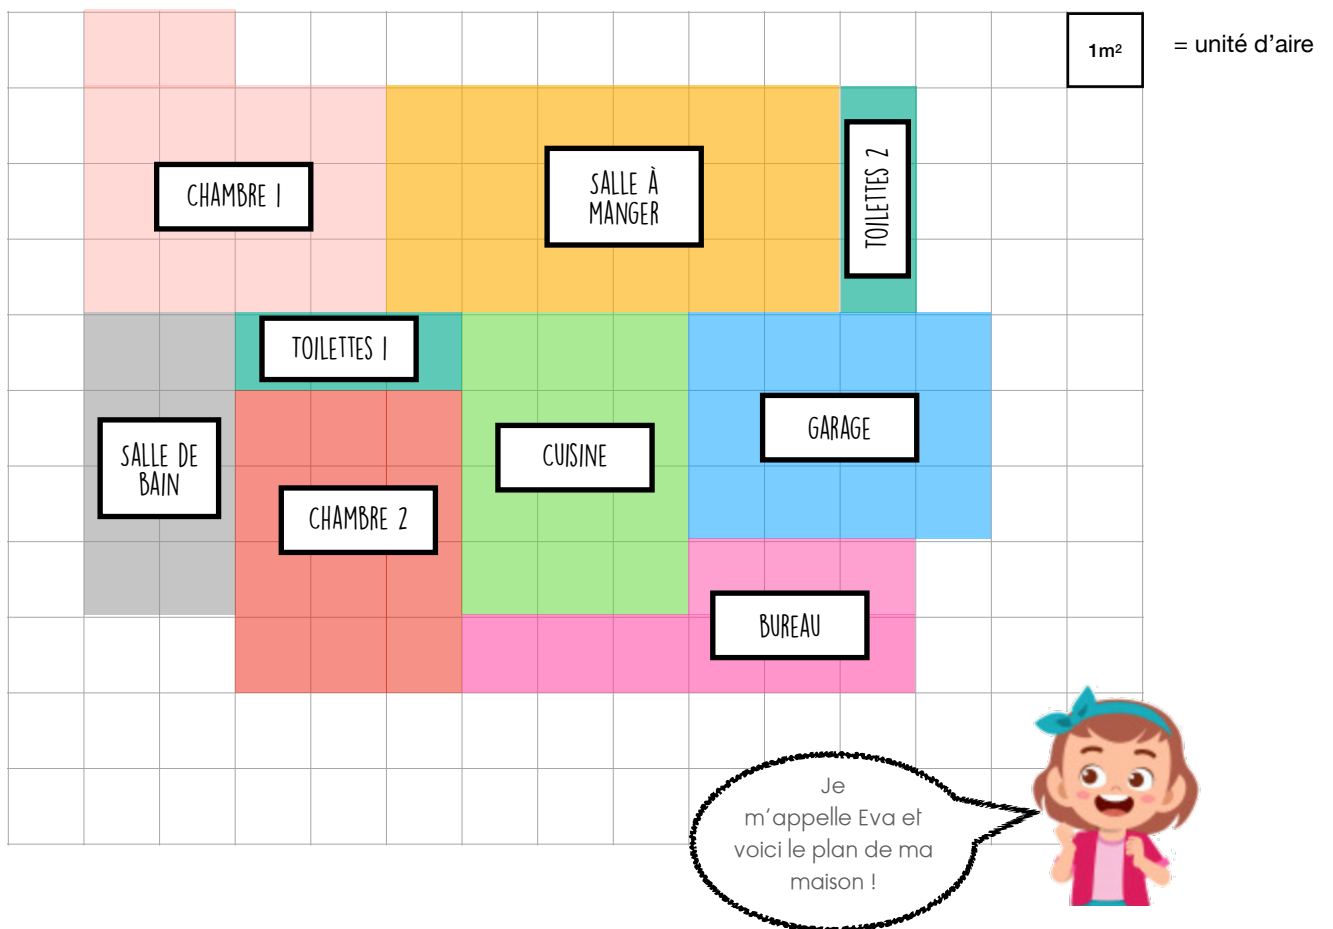 1m²
= unité d’aire
CHAMBRE 1
SALLE À
MANGER
TOILETTES 2
TOILETTES 1
SALLE DE
BAIN
CHAMBRE 2
CUISINE
GARAGE
BUREAU
Je
m’appelle Eva et
voici le plan de ma
maison !